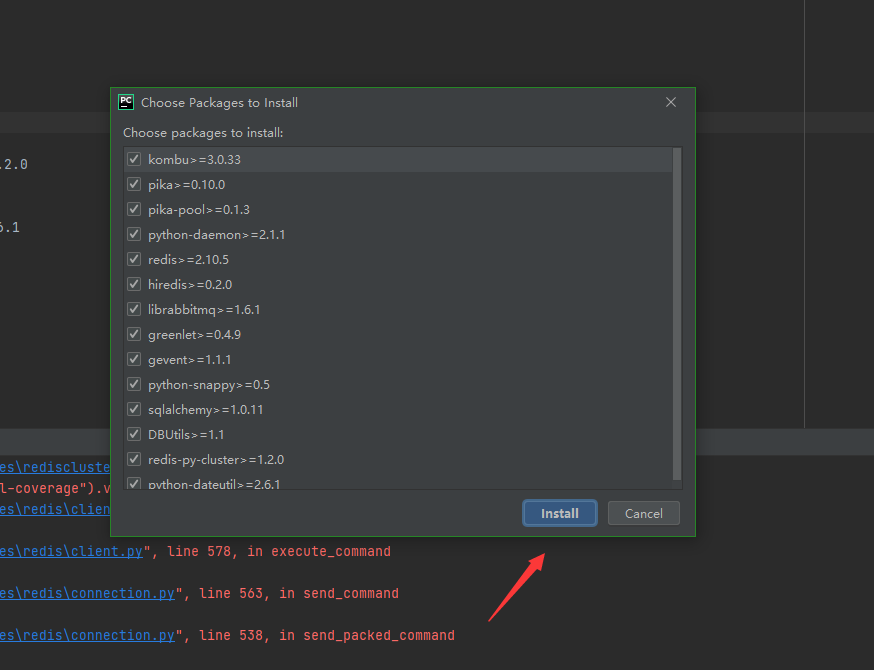 PC Choose Packages to Install
Choose packages to install:
kombu>=3.0.33
.2.0
pika>=0.10.0
pika-pool>=0.1.3
6.1
python-daemon>=2.1.1
redis>=2.10.5
hiredis>=0.2.0
librabbitmq>=1.6.1
greenlet>=0.4.9
gevent>=1.1.1
python-snappy>=0.5
sqlalchemy>=1.0.11
DBUtils>=1.1
redis-py-cluster>=1.2.0
python-dateutil>=2.6.1
es\rediscluste
l-coverage").v
es\redis\clien
Install Cancel
es\redis\client.py", line 578, in execute_command
es\redis\connection.py", line 563, in send_command
es\redis\connection.py", line 538, in send_packed_command